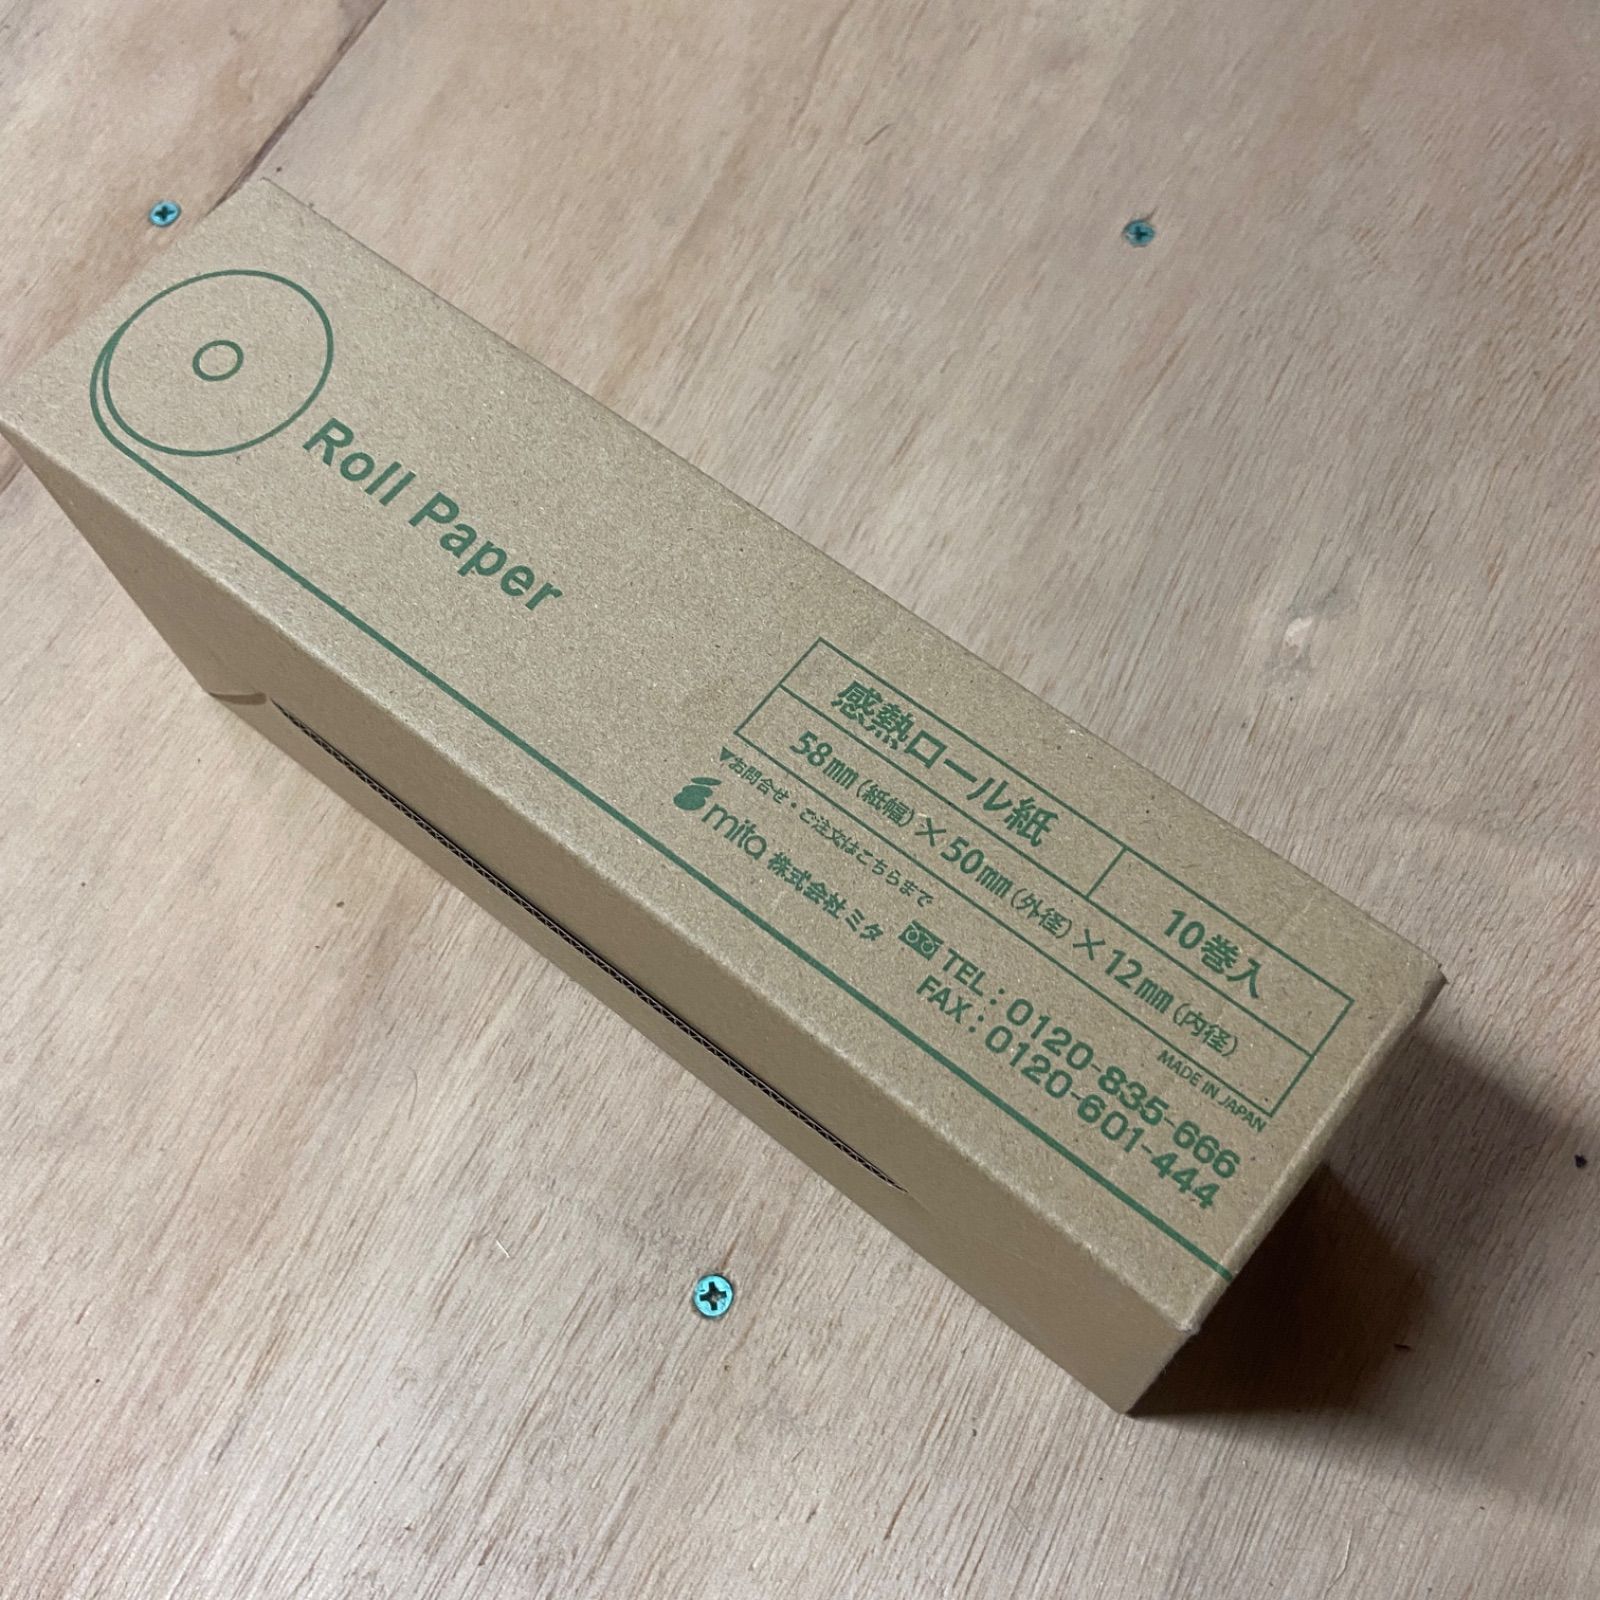 Roll Paper
感熱ロール紙
10巻入
58mm(紙幅)×50mm(外径)×12mm(内径)
▼お問合せ・ご注文はこちらまで
MADE IN JAPAN
mita 株式会社ミタ
TEL:0120-835-666
FAX:0120-601-444